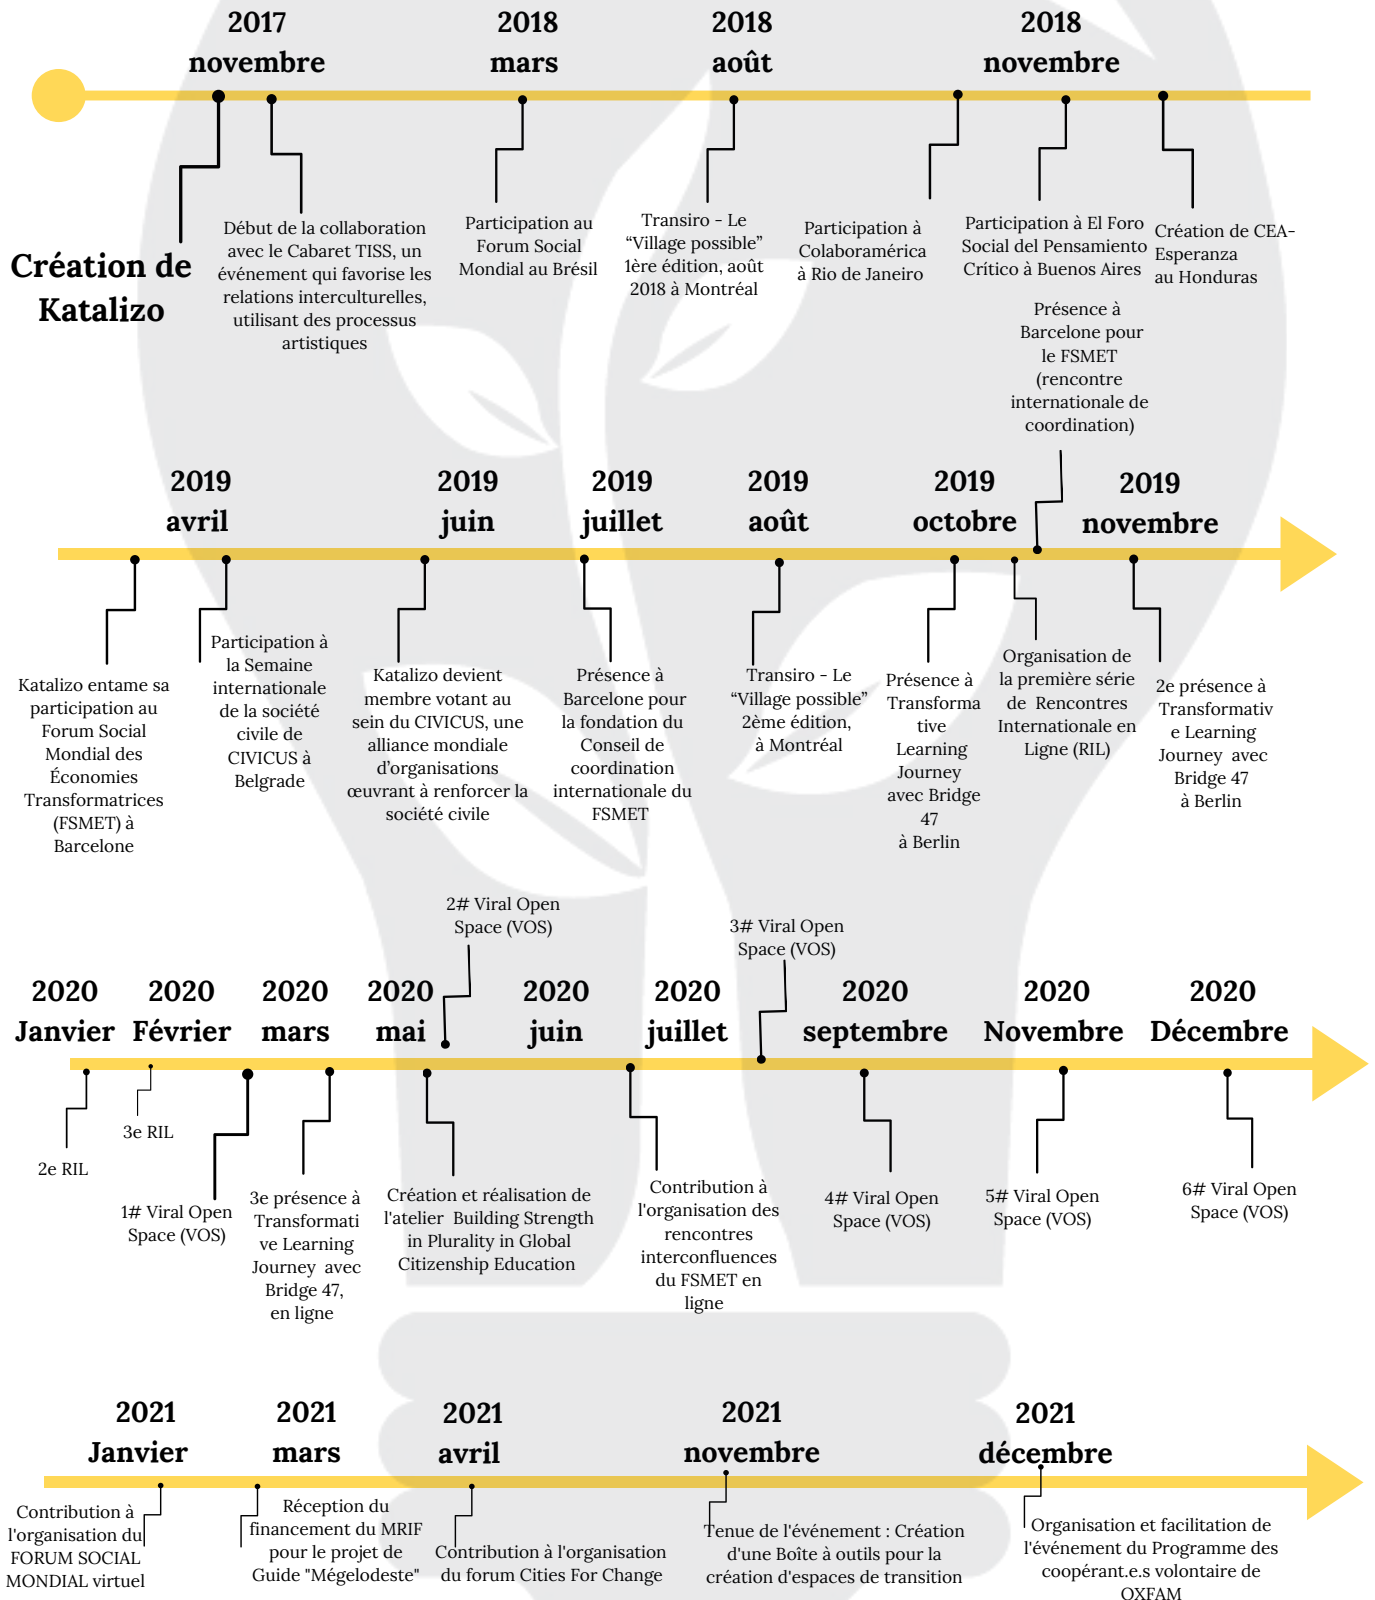 2017
novembre
2018
mars
2018
août
2018
novembre
Création de
Katalizo
Début de la collaboration
avec le Cabaret TISS, un
événement qui favorise les
relations interculturelles,
utilisant des processus
artistiques
Participation au
Forum Social
Mondial au Brésil
Transiro - Le
“Village possible”
1ère édition, août
2018 à Montréal
Participation à
Colaboramérica
à Rio de Janeiro
Participation à El Foro
Social del Pensamiento
Crítico à Buenos Aires
Création de CEA-
Esperanza
au Honduras
Présence à
Barcelone pour
le FSMET
(rencontre
internationale de
coordination)
2019
avril
2019
juin
2019
juillet
2019
août
2019
octobre
2019
novembre
Katalizo entame sa
participation au
Forum Social
Mondial des
Économies
Transformatrices
(FSMET) à
Barcelone
Participation à
la Semaine
internationale
de la société
civile de
CIVICUS à
Belgrade
Katalizo devient
membre votant au
sein du CIVICUS, une
alliance mondiale
d’organisations
œuvrant à renforcer la
société civile
Présence à
Barcelone pour
la fondation du
Conseil de
coordination
internationale du
FSMET
Transiro - Le
“Village possible”
2ème édition,
à Montréal
Présence à
Transforma
tive
Learning
Journey
avec Bridge
47
à Berlin
Organisation de
la première série
de Rencontres
Internationale en
Ligne (RIL)
2e présence à
Transformativ
e Learning
Journey avec
Bridge 47
à Berlin
2# Viral Open
Space (VOS)
3# Viral Open
Space (VOS)
2020
Janvier
2020
Février
2020
mars
2020
mai
2020
juin
2020
juillet
2020
septembre
2020
Novembre
2020
Décembre
2e RIL
3e RIL
1# Viral Open
Space (VOS)
3e présence à
Transformati
ve Learning
Journey avec
Bridge 47,
en ligne
Création et réalisation de
l'atelier Building Strength
in Plurality in Global
Citizenship Education
Contribution à
l'organisation des
rencontres
interconfluences
du FSMET en
ligne
4# Viral Open
Space (VOS)
5# Viral Open
Space (VOS)
6# Viral Open
Space (VOS)
2021
Janvier
2021
mars
2021
avril
2021
novembre
2021
décembre
Contribution à
l'organisation du
FORUM SOCIAL
MONDIAL virtuel
Réception du
financement du MRIF
pour le projet de
Guide "Mégelodeste"
Contribution à l'organisation
du forum Cities For Change
Tenue de l'événement : Création
d'une Boîte à outils pour la
création d'espaces de transition
Organisation et facilitation de
l'événement du Programme des
coopérant.e.s volontaire de
OXFAM